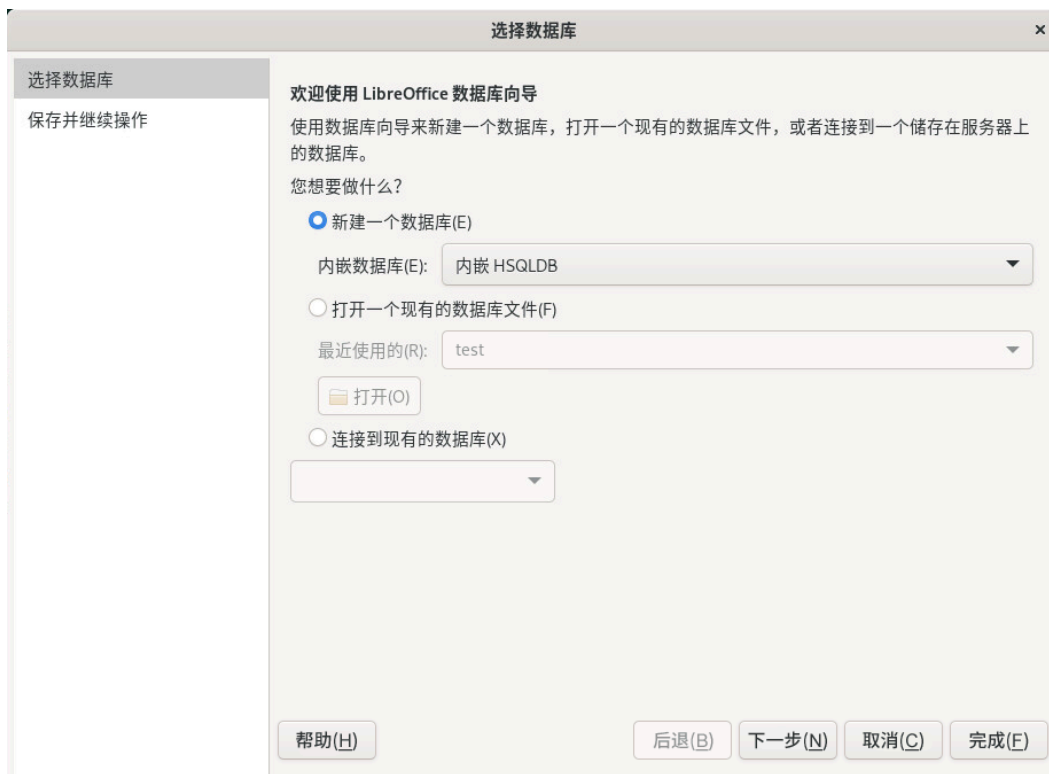 选择数据库
×
选择数据库
保存并继续操作
欢迎使用 LibreOffice 数据库向导
使用数据库向导来新建一个数据库，打开一个现有的数据库文件，或者连接到一个储存在服务器上
的数据库。
您想要做什么?
新建一个数据库(E)
内嵌数据库(E): 内嵌 HSQLDB
打开一个现有的数据库文件(F)
最近使用的(R): test
打开(O)
连接到现有的数据库(X)
帮助(H) 后退(B) 下一步(N) 取消(C) 完成(F)